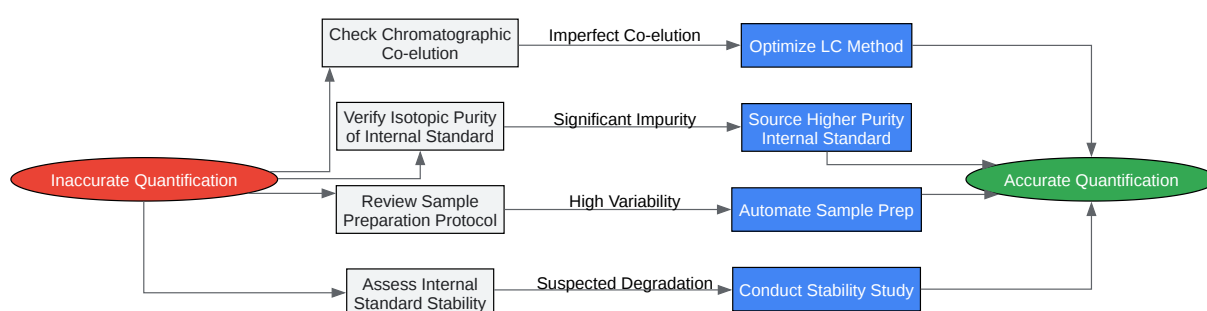 Check Chromatographic
Co-elution
Imperfect Co-elution
Optimize LC Method
Verify Isotopic Purity
of Internal Standard
Significant Impurity
Source Higher Purity
Internal Standard
Inaccurate Quantification
Accurate Quantification
Review Sample
Preparation Protocol
High Variability
Automate Sample Prep
Assess Internal
Standard Stability
Suspected Degradation
Conduct Stability Study